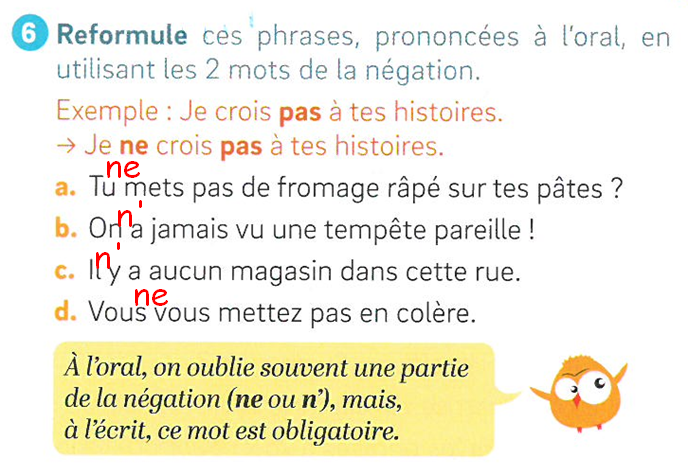 6 Reformule ces phrases, prononcées à l'oral, en
utilisant les 2 mots de la négation.
Exemple : Je crois pas à tes histoires.
→ Je ne crois pas à tes histoires.
ne
a. Tu mets pas de fromage râpé sur tes pâtes ?
n'
b. On a jamais vu une tempête pareille !
n'
c. Il y a aucun magasin dans cette rue.
ne
d. Vous vous mettez pas en colère.
À l'oral, on oublie souvent une partie
de la négation (ne ou n'), mais,
à l'écrit, ce mot est obligatoire.